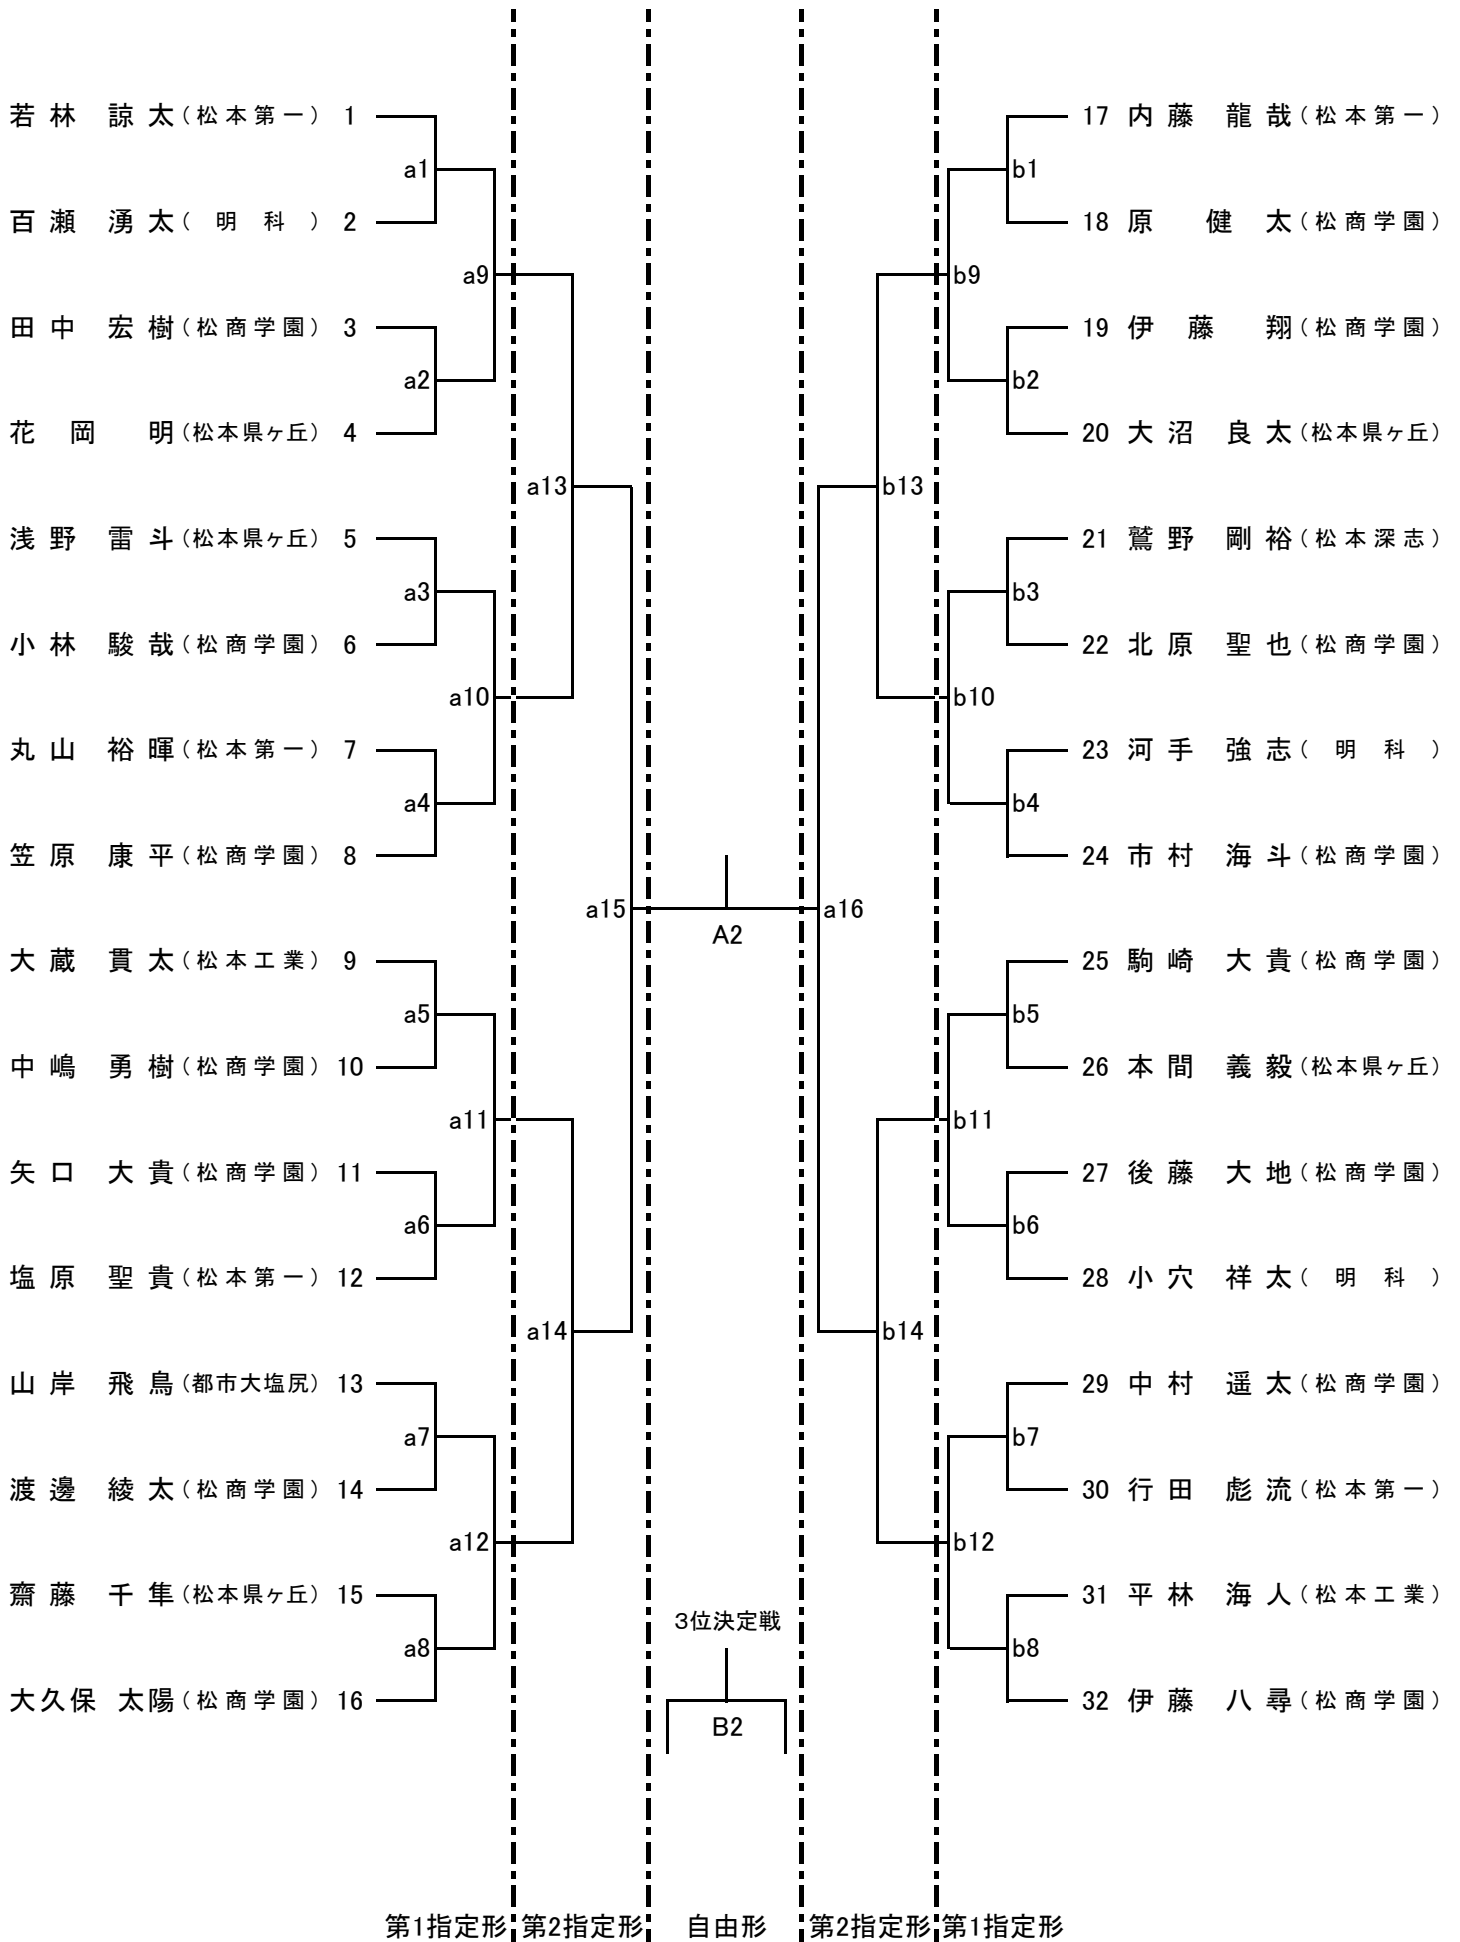 若林 諒太(松本第一) 1
a1
百瀬 湧太( 明 科 ) 2
a9
田中 宏樹(松商学園) 3
a2
花岡 明(松本県ヶ丘) 4
a13
浅野 雷斗(松本県ヶ丘) 5
a3
小林 駿哉(松商学園) 6
a10
丸山 裕暉(松本第一) 7
a4
笠原 康平(松商学園) 8
a15
大蔵 貫太(松本工業) 9
a5
中嶋 勇樹(松商学園) 10
a11
矢口 大貴(松商学園) 11
a6
塩原 聖貴(松本第一) 12
a14
山岸 飛鳥(都市大塩尻) 13
a7
渡邊 綾太(松商学園) 14
a12
齋藤 千隼(松本県ヶ丘) 15
a8
大久保 太陽(松商学園) 16
A2
3位決定戦
B2
17 内藤 龍哉(松本第一)
b1
18 原 健太(松商学園)
b9
19 伊藤 翔(松商学園)
b2
20 大沼 良太(松本県ヶ丘)
b13
21 鷲野 剛裕(松本深志)
b3
22 北原 聖也(松商学園)
b10
23 河手 強志( 明 科 )
b4
24 市村 海斗(松商学園)
a16
25 駒崎 大貴(松商学園)
b5
26 本間 義毅(松本県ヶ丘)
b11
27 後藤 大地(松商学園)
b6
28 小穴 祥太( 明 科 )
b14
29 中村 遥太(松商学園)
b7
30 行田 彪流(松本第一)
b12
31 平林 海人(松本工業)
b8
32 伊藤 八尋(松商学園)
第1指定形 第2指定形 自由形 第2指定形 第1指定形